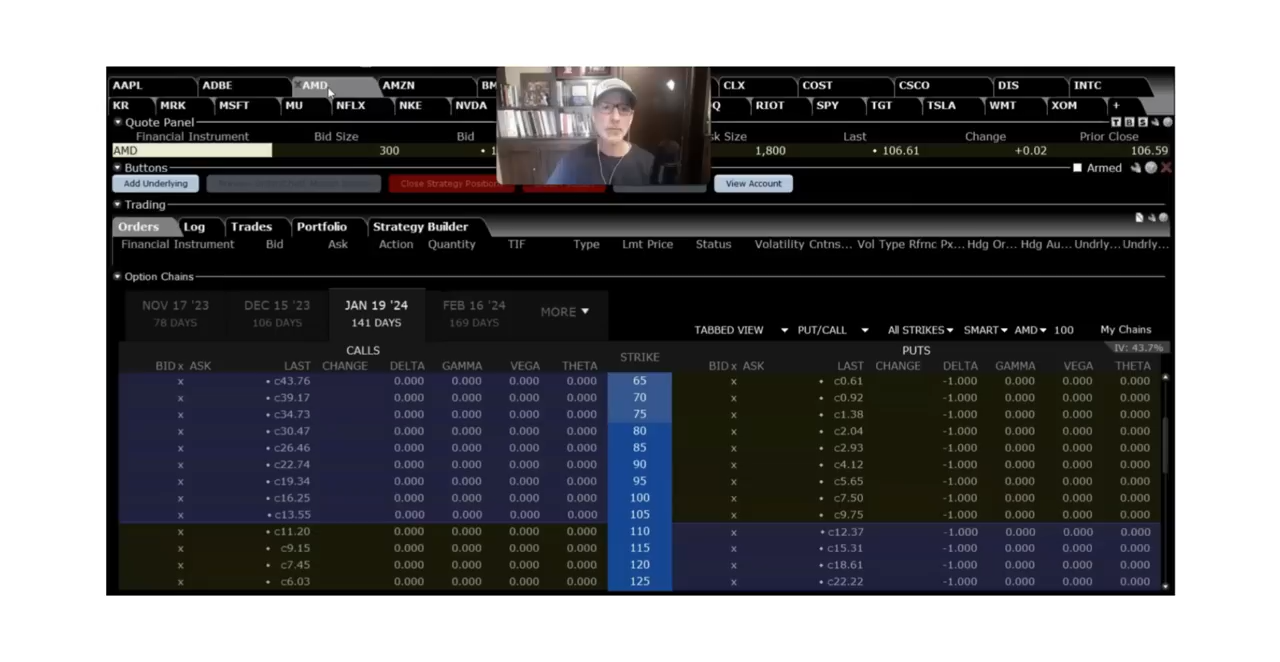 AAPL ADBE AMD AMZN CLX COST CSCO DIS INTC
KR MRK MSFT MU NFLX NKE NVDA Q RIOT SPY TGT TSLA WMT XOM +
Quote Panel
Financial Instrument Bid Size Bid sk Size Last Change Prior Close
AMD 300 • 1 1,800 • 106.61 +0.02 106.59
Buttons Armed
Add Underlying Close Strategy Position View Account
Trading
Orders Log Trades Portfolio Strategy Builder
Financial Instrument Bid Ask Action Quantity TIF Type Lmt Price Status Volatility Cntns... Vol Type Rfrnc Px... Hdg Or... Hdg Au... Undrly... Undrly...
Option Chains
NOV 17 '23 DEC 15 '23 JAN 19 '24 FEB 16 '24 MORE
78 DAYS 106 DAYS 141 DAYS 169 DAYS
TABBED VIEW PUT/CALL All STRIKES SMART AMD 100 My Chains
CALLS STRIKE PUTS IV: 43.7%
BID x ASK LAST CHANGE DELTA GAMMA VEGA THETA BID x ASK LAST CHANGE DELTA GAMMA VEGA THETA
x • c43.76 0.000 0.000 0.000 0.000 65 x • c0.61 -1.000 0.000 0.000 0.000
x • c39.17 0.000 0.000 0.000 0.000 70 x • c0.92 -1.000 0.000 0.000 0.000
x • c34.73 0.000 0.000 0.000 0.000 75 x • c1.38 -1.000 0.000 0.000 0.000
x • c30.47 0.000 0.000 0.000 0.000 80 x • c2.04 -1.000 0.000 0.000 0.000
x • c26.46 0.000 0.000 0.000 0.000 85 x • c2.93 -1.000 0.000 0.000 0.000
x • c22.74 0.000 0.000 0.000 0.000 90 x • c4.12 -1.000 0.000 0.000 0.000
x • c19.34 0.000 0.000 0.000 0.000 95 x • c5.65 -1.000 0.000 0.000 0.000
x • c16.25 0.000 0.000 0.000 0.000 100 x • c7.50 -1.000 0.000 0.000 0.000
x • c13.55 0.000 0.000 0.000 0.000 105 x • c9.75 -1.000 0.000 0.000 0.000
x • c11.20 0.000 0.000 0.000 0.000 110 x • c12.37 -1.000 0.000 0.000 0.000
x • c9.15 0.000 0.000 0.000 0.000 115 x • c15.31 -1.000 0.000 0.000 0.000
x • c7.45 0.000 0.000 0.000 0.000 120 x • c18.61 -1.000 0.000 0.000 0.000
x • c6.03 0.000 0.000 0.000 0.000 125 x • c22.22 -1.000 0.000 0.000 0.000